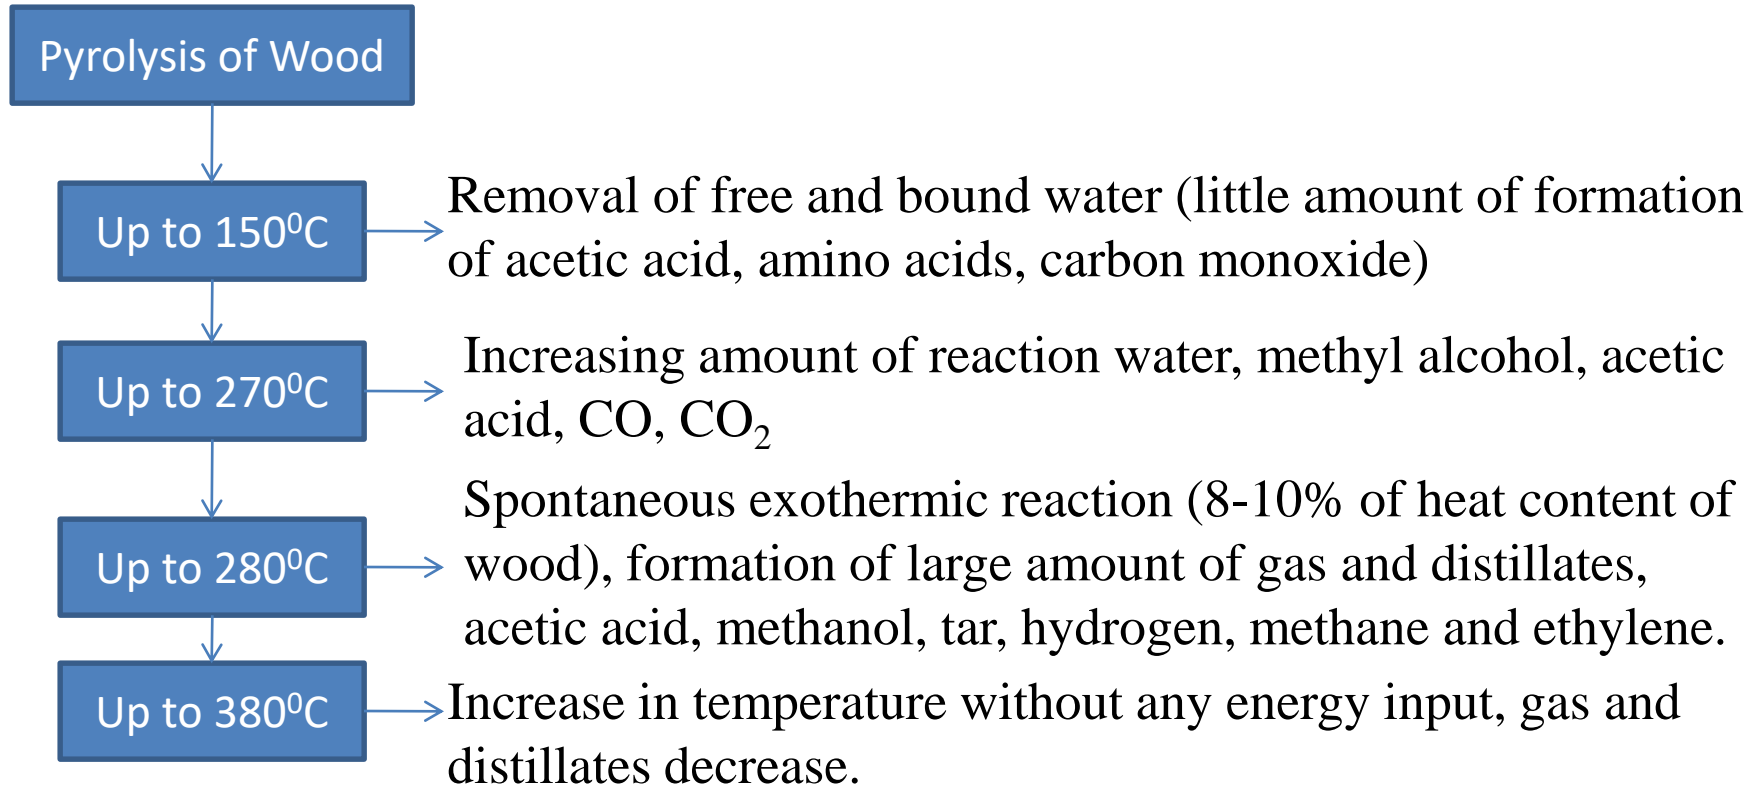 Pyrolysis of Wood
Up to 150⁰C
Removal of free and bound water (little amount of formation
of acetic acid, amino acids, carbon monoxide)
Up to 270⁰C
Increasing amount of reaction water, methyl alcohol, acetic
acid, CO, CO₂
Up to 280⁰C
Spontaneous exothermic reaction (8-10% of heat content of
wood), formation of large amount of gas and distillates,
acetic acid, methanol, tar, hydrogen, methane and ethylene.
Up to 380⁰C
Increase in temperature without any energy input, gas and
distillates decrease.